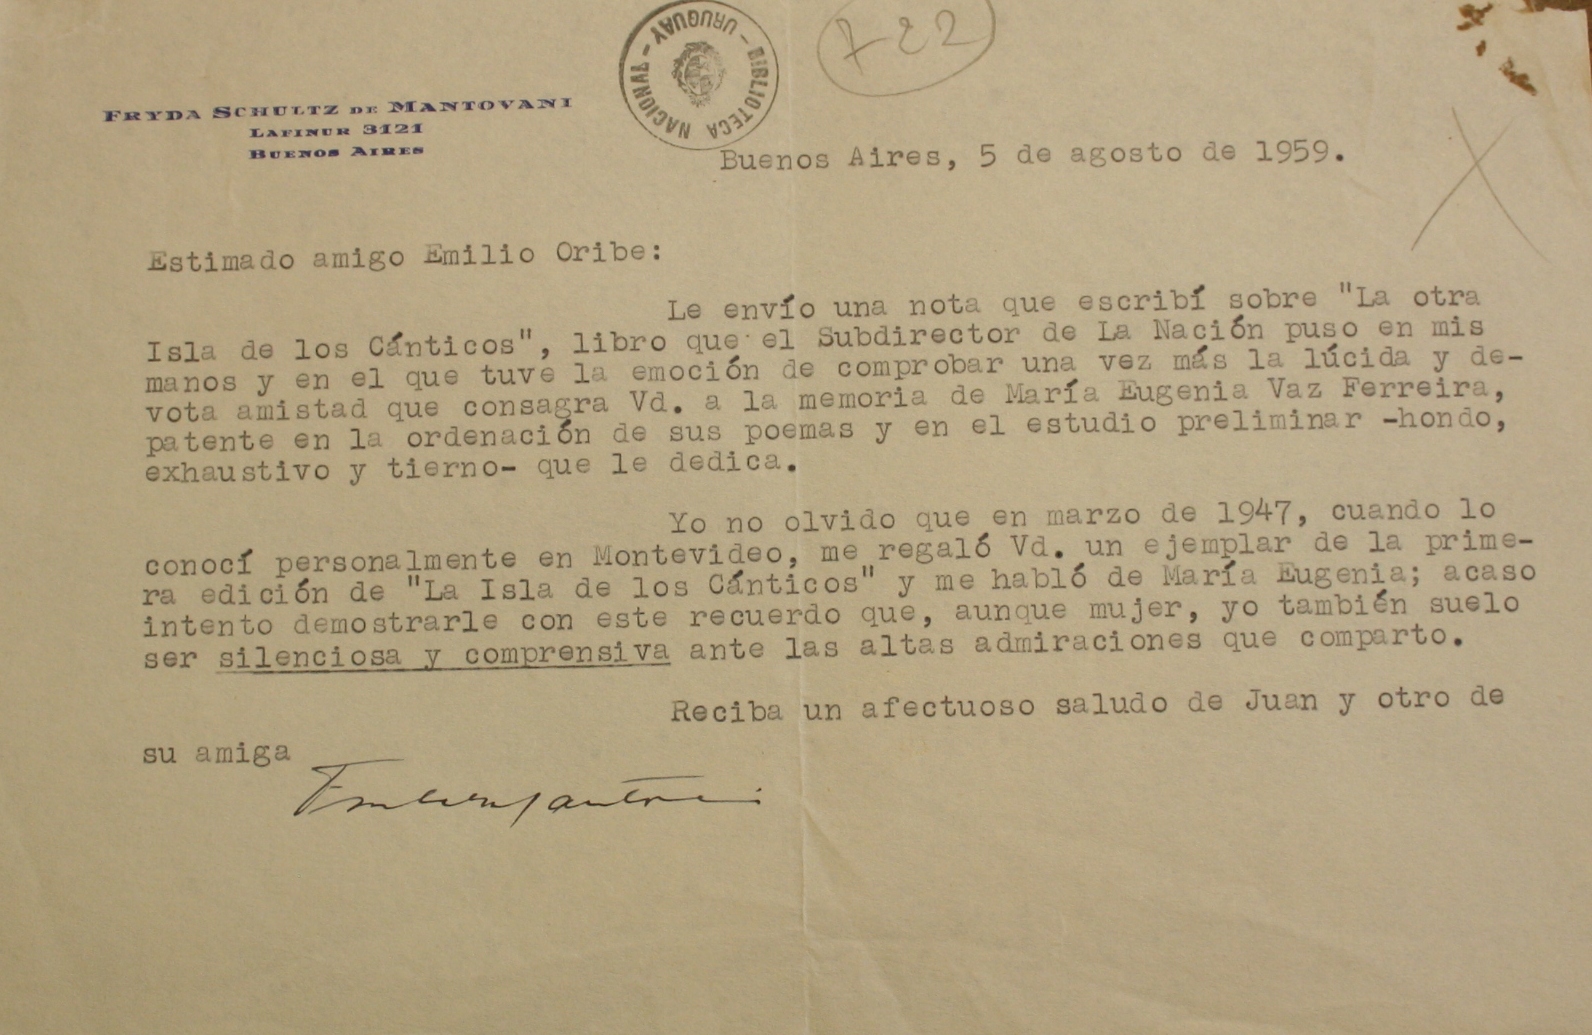 BIBLIOTECA NACIONAL - URUGUAY -
722
FRYDA SCHULTZ DE MANTOVANI
LAFINUR 3121
BUENOS AIRES
Buenos Aires, 5 de agosto de 1959.
Estimado amigo Emilio Oribe:
Le envío una nota que escribí sobre "La otra
Isla de los Cánticos", libro que el Subdirector de La Nación puso en mis
manos y en el que tuve la emoción de comprobar una vez más la lúcida y de-
vota amistad que consagra Vd. a la memoria de María Eugenia Vaz Ferreira,
patente en la ordenación de sus poemas y en el estudio preliminar -hondo,
exhaustivo y tierno- que le dedica.
Yo no olvido que en marzo de 1947, cuando lo
conocí personalmente en Montevideo, me regaló Vd. un ejemplar de la prime-
ra edición de "La Isla de los Cánticos" y me habló de María Eugenia; acaso
intento demostrarle con este recuerdo que, aunque mujer, yo también suelo
ser silenciosa y comprensiva ante las altas admiraciones que comparto.
Reciba un afectuoso saludo de Juan y otro de
su amiga